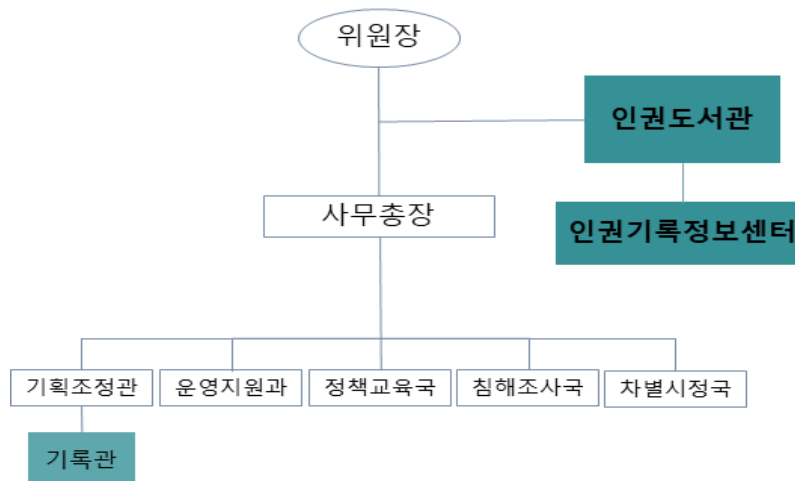 위원장
인권도서관
사무총장
인권기록정보센터
기획조정관
운영지원과
정책교육국
침해조사국
차별시정국
기록관